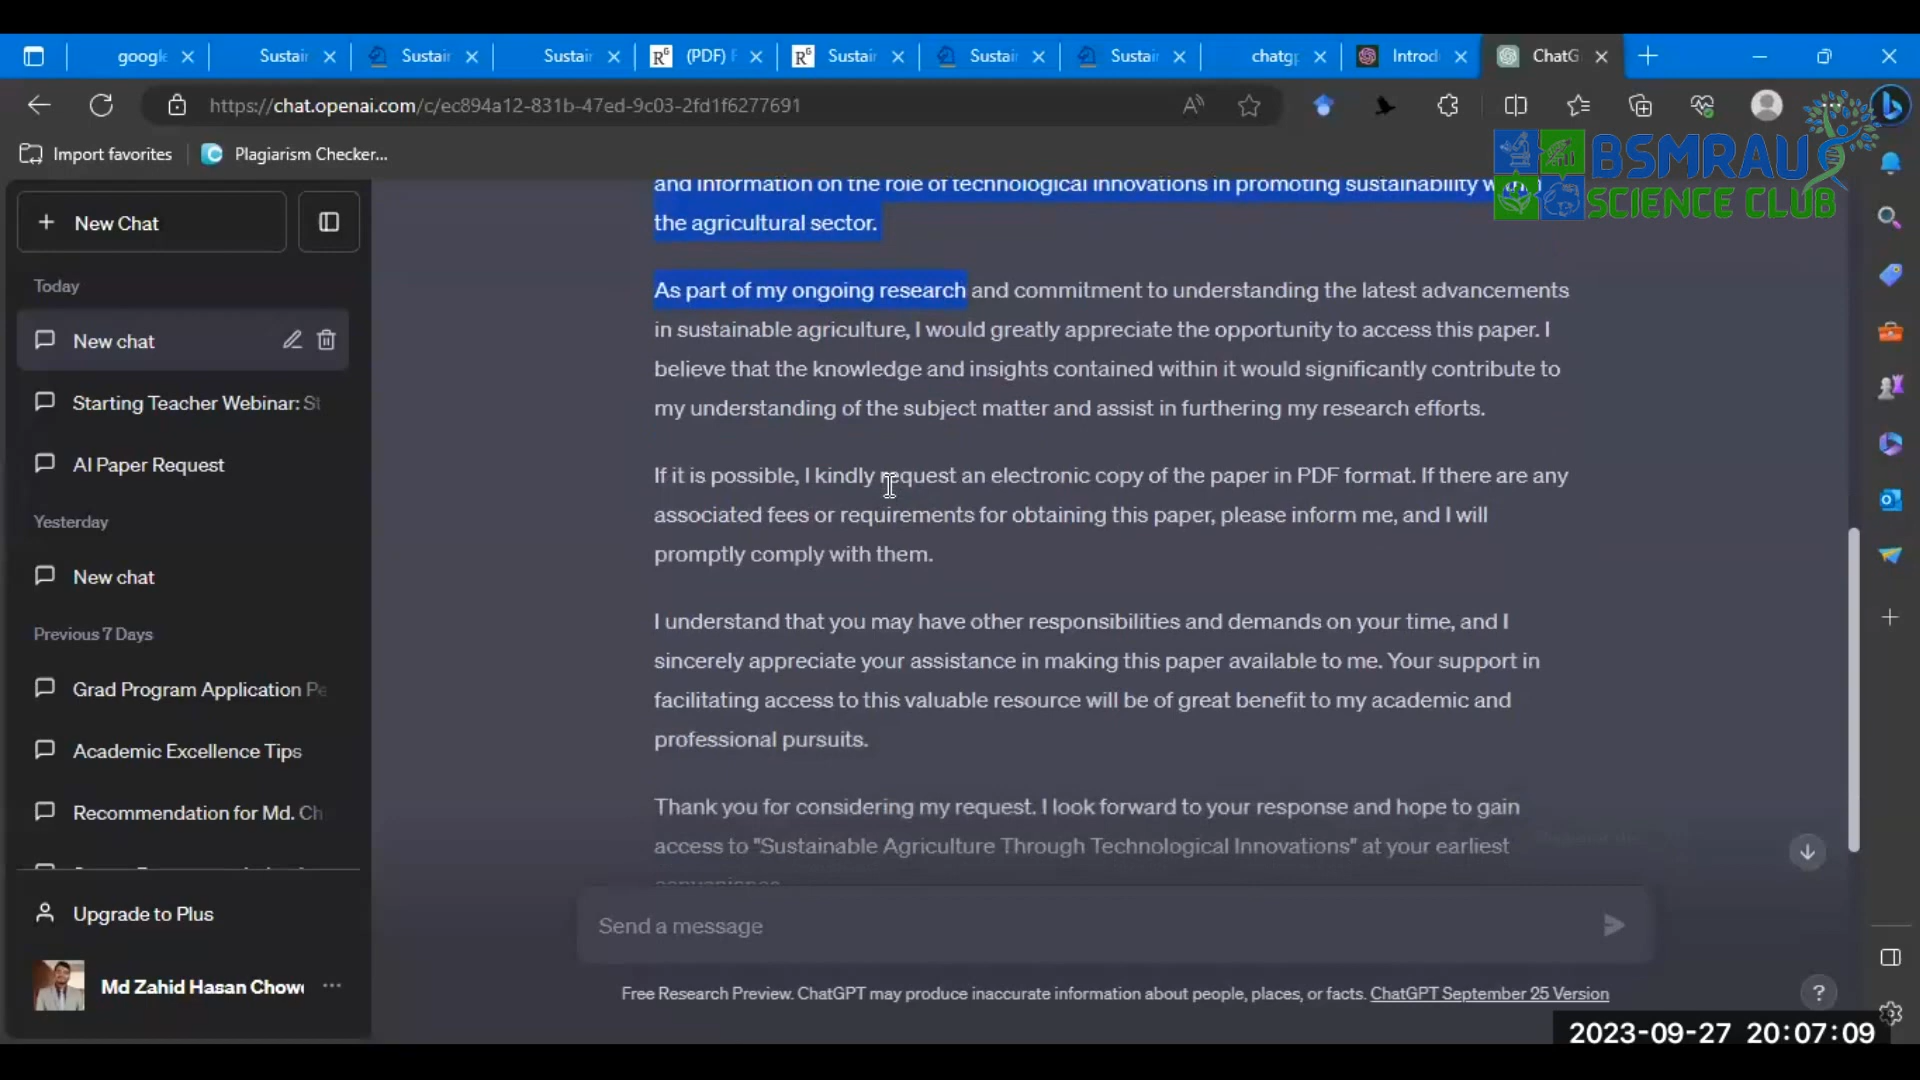 google
Sustain
Sustain
Sustain
(PDF) F
Sustain
Sustain
Sustain
chatgp
Introd
ChatG
https://chat.openai.com/c/ec894a12-831b-47ed-9c03-2fd1f6277691
Import favorites
Plagiarism Checker...
BSMRAU
SCIENCE CLUB
New Chat
Today
New chat
Starting Teacher Webinar: St
AI Paper Request
Yesterday
New chat
Previous 7 Days
Grad Program Application Pe
Academic Excellence Tips
Recommendation for Md. Ch
Upgrade to Plus
Md Zahid Hasan Chow
and information on the role of technological innovations in promoting sustainability within
the agricultural sector.
As part of my ongoing research and commitment to understanding the latest advancements
in sustainable agriculture, I would greatly appreciate the opportunity to access this paper. I
believe that the knowledge and insights contained within it would significantly contribute to
my understanding of the subject matter and assist in furthering my research efforts.
If it is possible, I kindly request an electronic copy of the paper in PDF format. If there are any
associated fees or requirements for obtaining this paper, please inform me, and I will
promptly comply with them.
I understand that you may have other responsibilities and demands on your time, and I
sincerely appreciate your assistance in making this paper available to me. Your support in
facilitating access to this valuable resource will be of great benefit to my academic and
professional pursuits.
Thank you for considering my request. I look forward to your response and hope to gain
access to "Sustainable Agriculture Through Technological Innovations" at your earliest
convenience.
Send a message
Free Research Preview. ChatGPT may produce inaccurate information about people, places, or facts. ChatGPT September 25 Version
2023-09-27 20:07:09